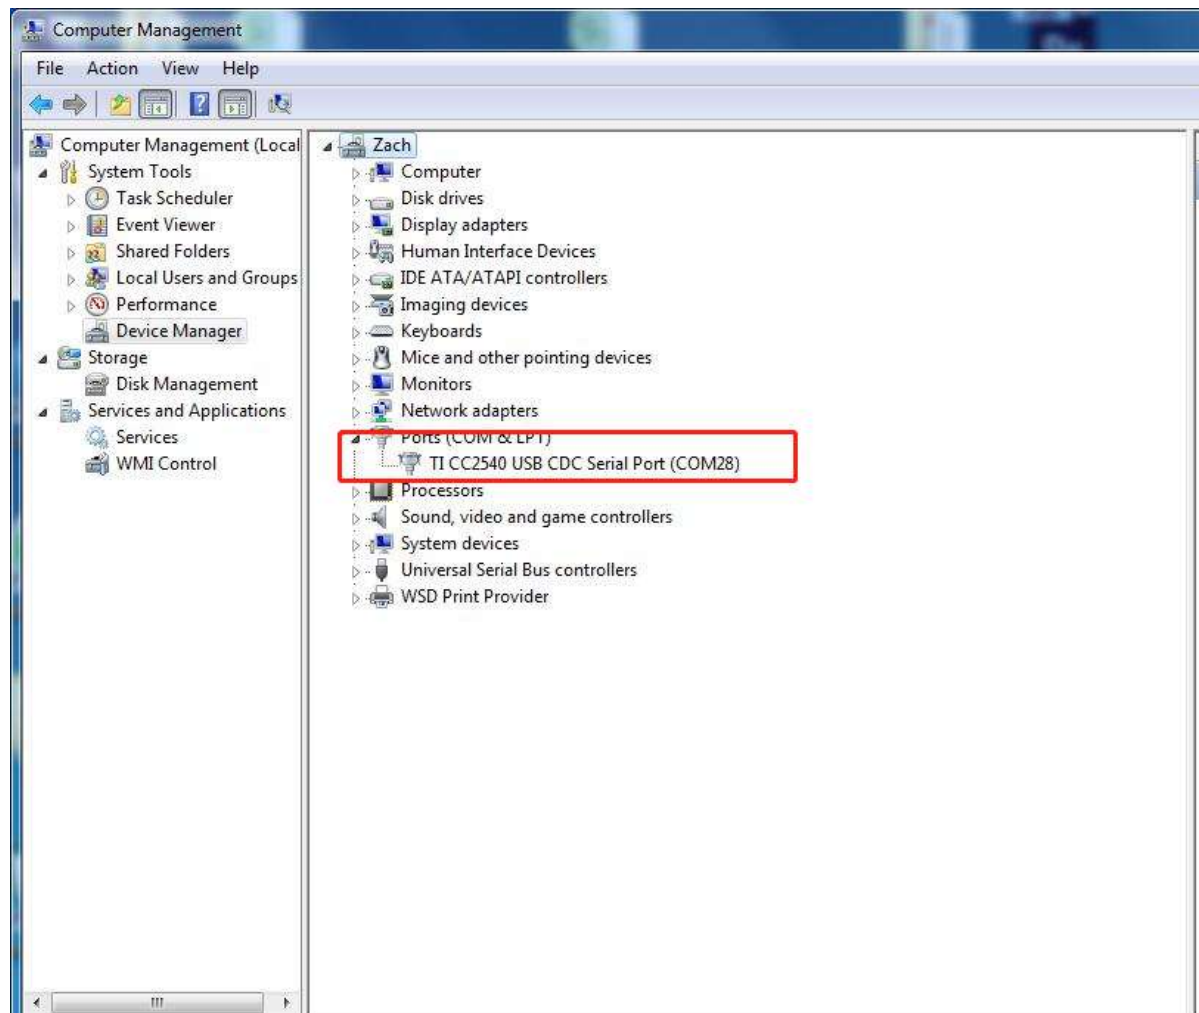 Computer Management
File Action View Help
Computer Management (Local
System Tools
Task Scheduler
Event Viewer
Shared Folders
Local Users and Groups
Performance
Device Manager
Storage
Disk Management
Services and Applications
Services
WMI Control
Zach
Computer
Disk drives
Display adapters
Human Interface Devices
IDE ATA/ATAPI controllers
Imaging devices
Keyboards
Mice and other pointing devices
Monitors
Network adapters
Ports (COM & LPT)
TI CC2540 USB CDC Serial Port (COM28)
Processors
Sound, video and game controllers
System devices
Universal Serial Bus controllers
WSD Print Provider